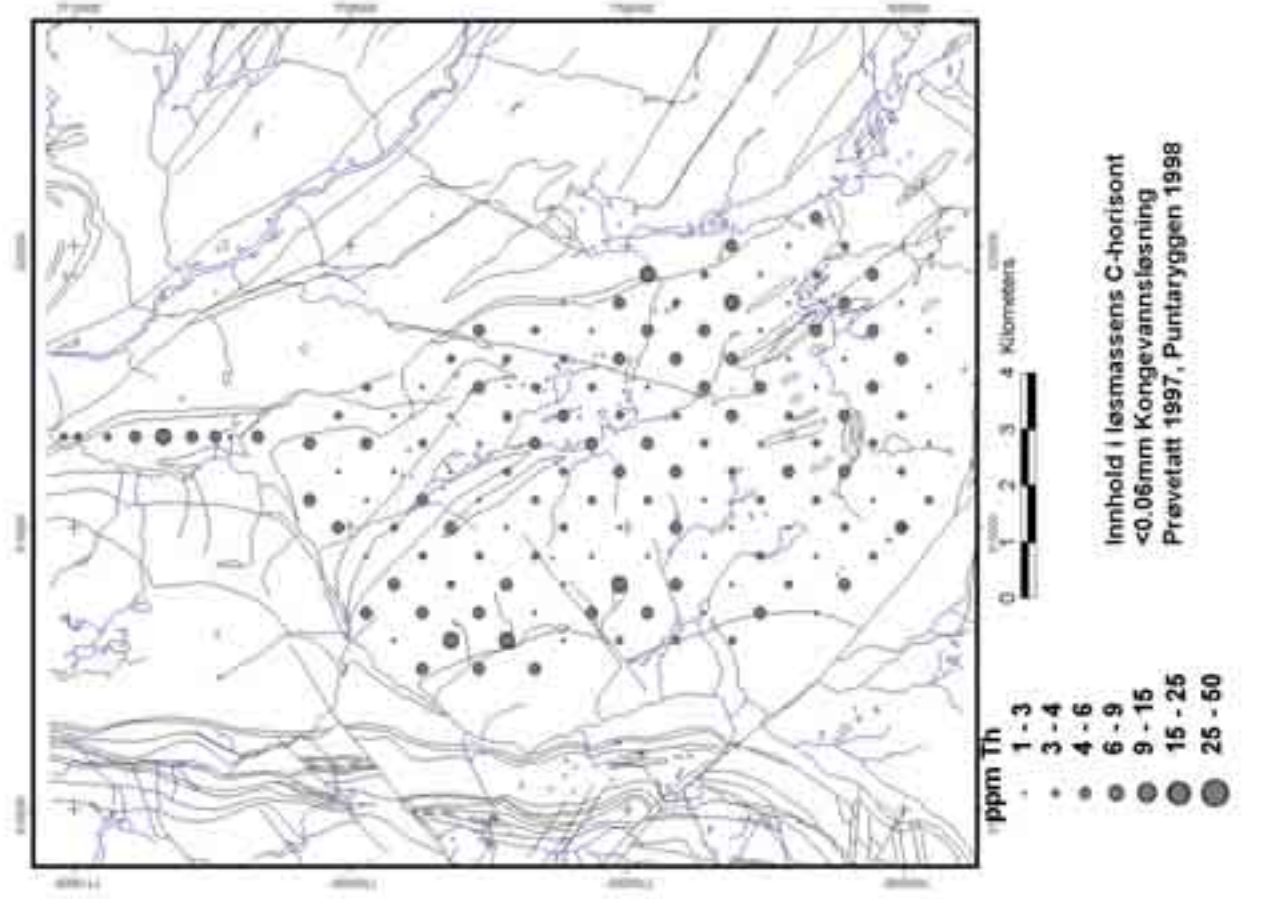 ppm Th
1 - 3
3 - 4
4 - 6
6 - 9
9 - 15
15 - 25
25 - 50
0 1 2 3 4 Kilometers
Innhold i løsmassens C-horisont
<0.06mm Kongevannsløsning
Prøvetatt 1997, Puntaryggen 1998